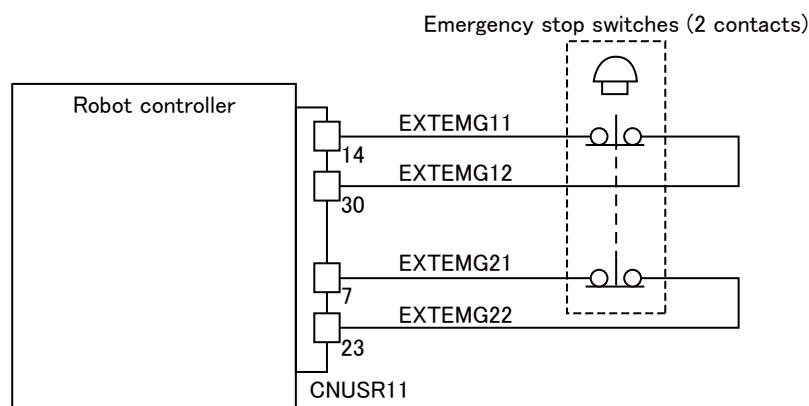 Emergency stop switches (2 contacts)
Robot controller
EXTEMG11
14
EXTEMG12
30
EXTEMG21
7
EXTEMG22
23
CNUSR11